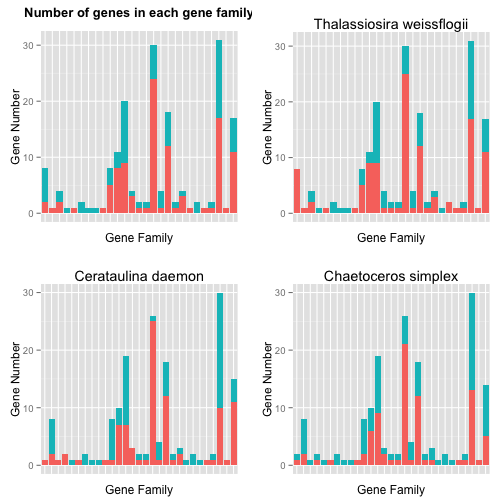 Number of genes in each gene family
Thalassiosira weissflogii
30
20
10
0
Gene Number
Gene Family
30
20
10
0
Gene Number
Gene Family
Cerataulina daemon
Chaetoceros simplex
30
20
10
0
Gene Number
Gene Family
30
20
10
0
Gene Number
Gene Family